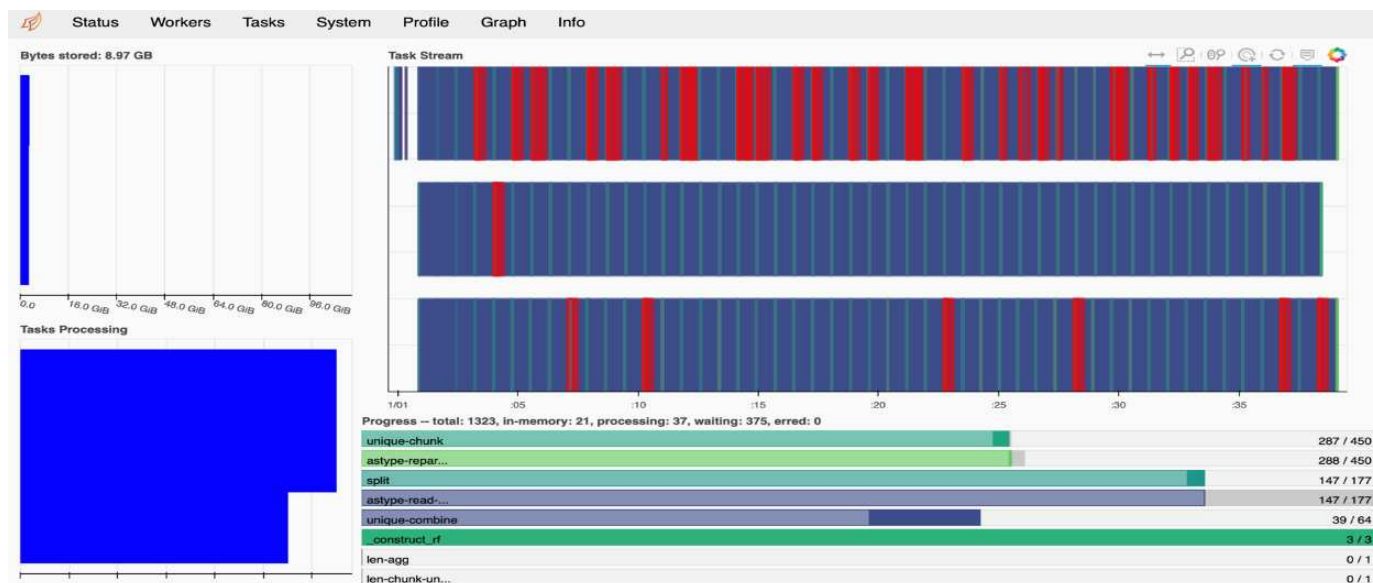 Status Workers Tasks System Profile Graph Info
Bytes stored: 8.97 GB
0.0 16.0 GiB 32.0 GiB 48.0 GiB 64.0 GiB 80.0 GiB 96.0 GiB
Tasks Processing
Task Stream
1/01 :05 :10 :15 :20 :25 :30 :35
Progress -- total: 1323, in-memory: 21, processing: 37, waiting: 375, erred: 0
unique-chunk 287 / 450
astype-repar... 288 / 450
split 147 / 177
astype-read-... 147 / 177
unique-combine 39 / 64
_construct_rf 3 / 3
len-agg 0 / 1
len-chunk-un... 0 / 1